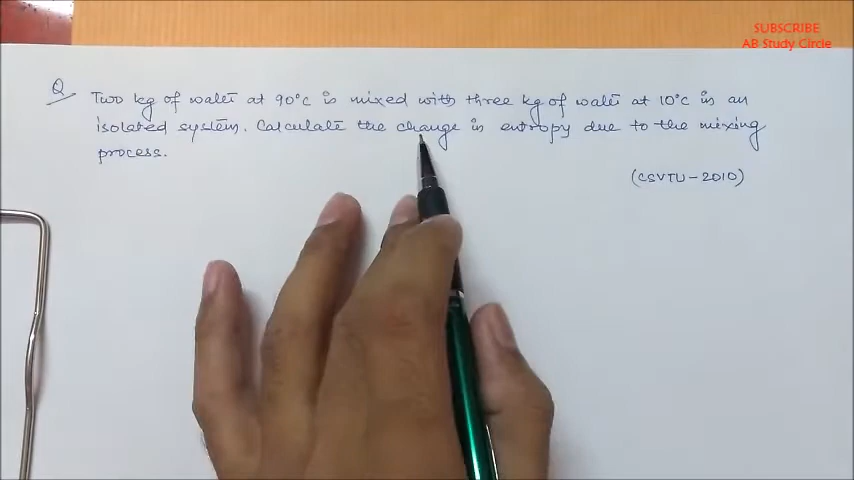 SUBSCRIBE
AB Study Circle
Q Two kg of water at 90°C is mixed with three kg of water at 10°C in an
isolated system. Calculate the change in entropy due to the mixing
process.
(CSVTU-2010)